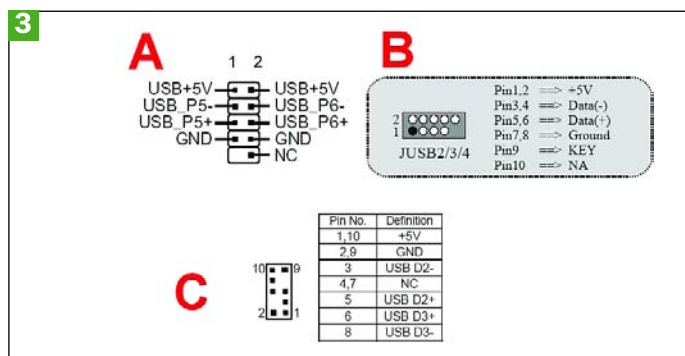 3
A
1 2
USB+5V USB+5V
USB_P5- USB_P6-
USB_P5+ USB_P6+
GND GND
NC
B
2
1
JUSB2/3/4
Pin1,2 ==> +5V
Pin3,4 ==> Data(-)
Pin5,6 ==> Data(+)
Pin7,8 ==> Ground
Pin9 ==> KEY
Pin10 ==> NA
C
10 9
2 1
Pin No. Definition
1,10 +5V
2,9 GND
3 USB D2-
4,7 NC
5 USB D2+
6 USB D3+
8 USB D3-